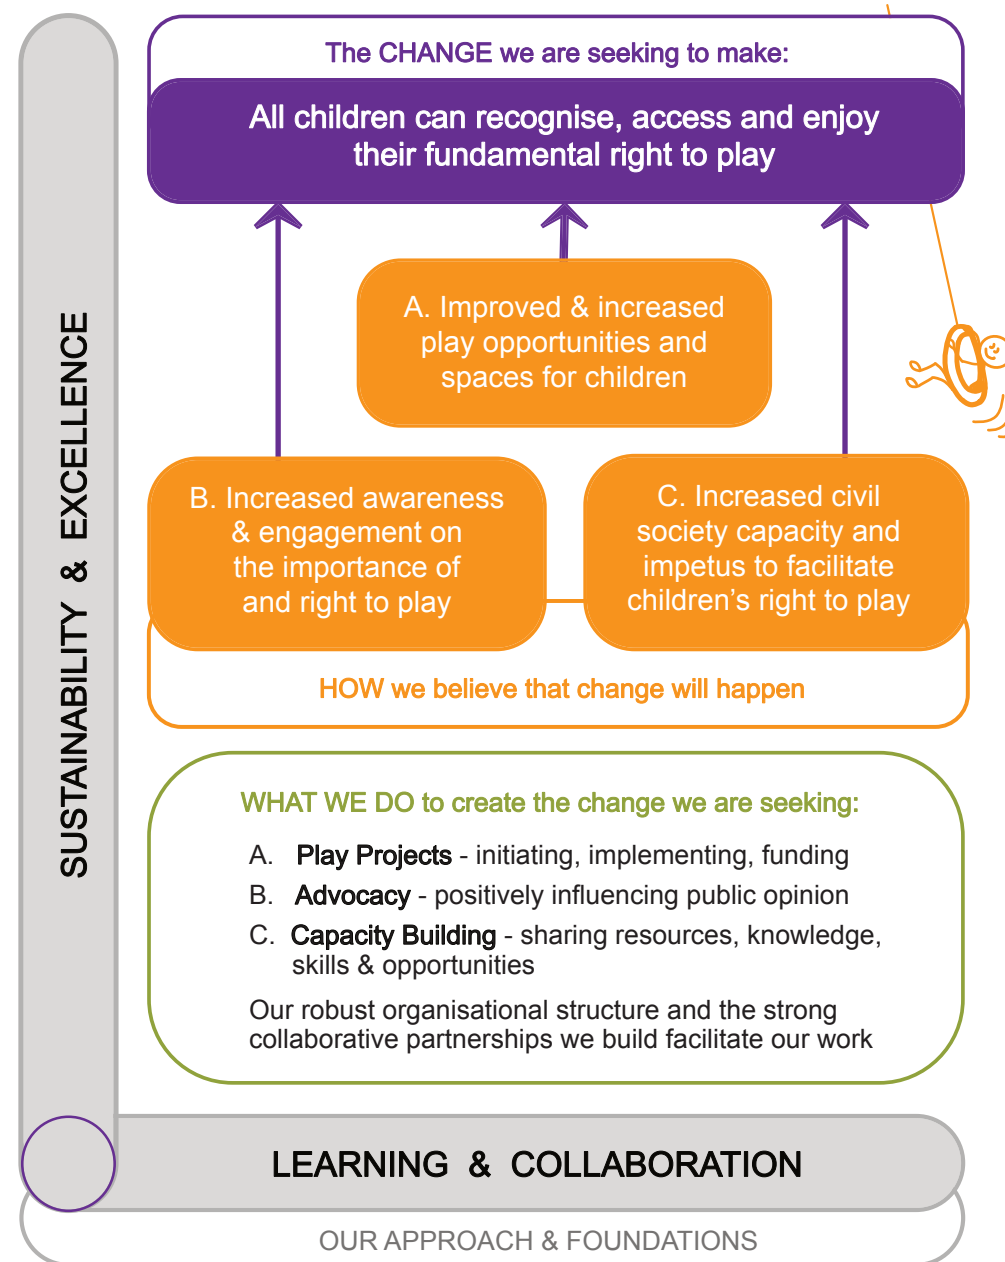 The CHANGE we are seeking to make:
All children can recognise, access and enjoy
their fundamental right to play
A. Improved & increased
play opportunities and
spaces for children
B. Increased awareness
& engagement on
the importance of
and right to play
C. Increased civil
society capacity and
impetus to facilitate
children’s right to play
HOW we believe that change will happen
WHAT WE DO to create the change we are seeking:
A. Play Projects - initiating, implementing, funding
B. Advocacy - positively influencing public opinion
C. Capacity Building - sharing resources, knowledge,
skills & opportunities
Our robust organisational structure and the strong
collaborative partnerships we build facilitate our work
SUSTAINABILITY & EXCELLENCE
LEARNING & COLLABORATION
OUR APPROACH & FOUNDATIONS